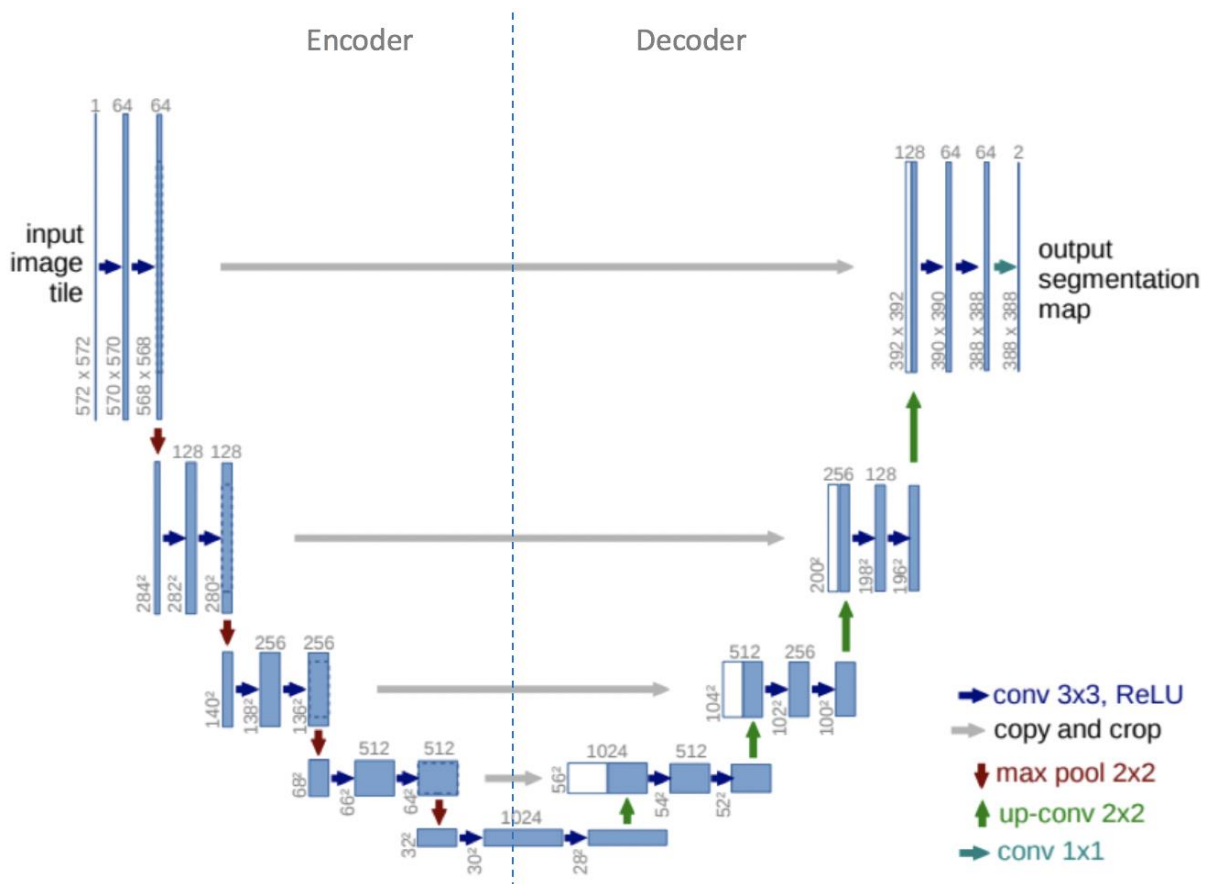 Encoder
Decoder
1 64 64
128 64 64 2
input
image
tile
output
segmentation
map
572 x 572
570 x 570
568 x 568
392 x 392
390 x 390
388 x 388
388 x 388
128 128
256 128
284²
282²
280²
200²
198²
196²
256 256
512 256
140²
138²
136²
104²
102²
100²
512 512
1024 512
68²
66²
64²
56²
54²
52²
1024
32²
30²
28²
conv 3x3, ReLU
copy and crop
max pool 2x2
up-conv 2x2
conv 1x1